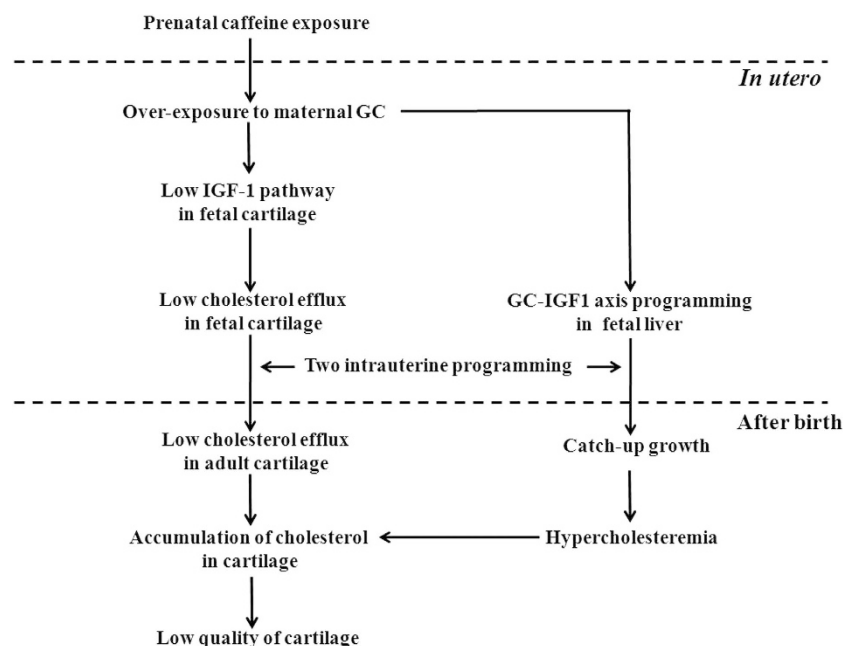 Prenatal caffeine exposure
In utero
Over-exposure to maternal GC
Low IGF-1 pathway
in fetal cartilage
Low cholesterol efflux
in fetal cartilage
GC-IGF1 axis programming
in fetal liver
Two intrauterine programming
After birth
Low cholesterol efflux
in adult cartilage
Catch-up growth
Accumulation of cholesterol
in cartilage
Hypercholesteremia
Low quality of cartilage